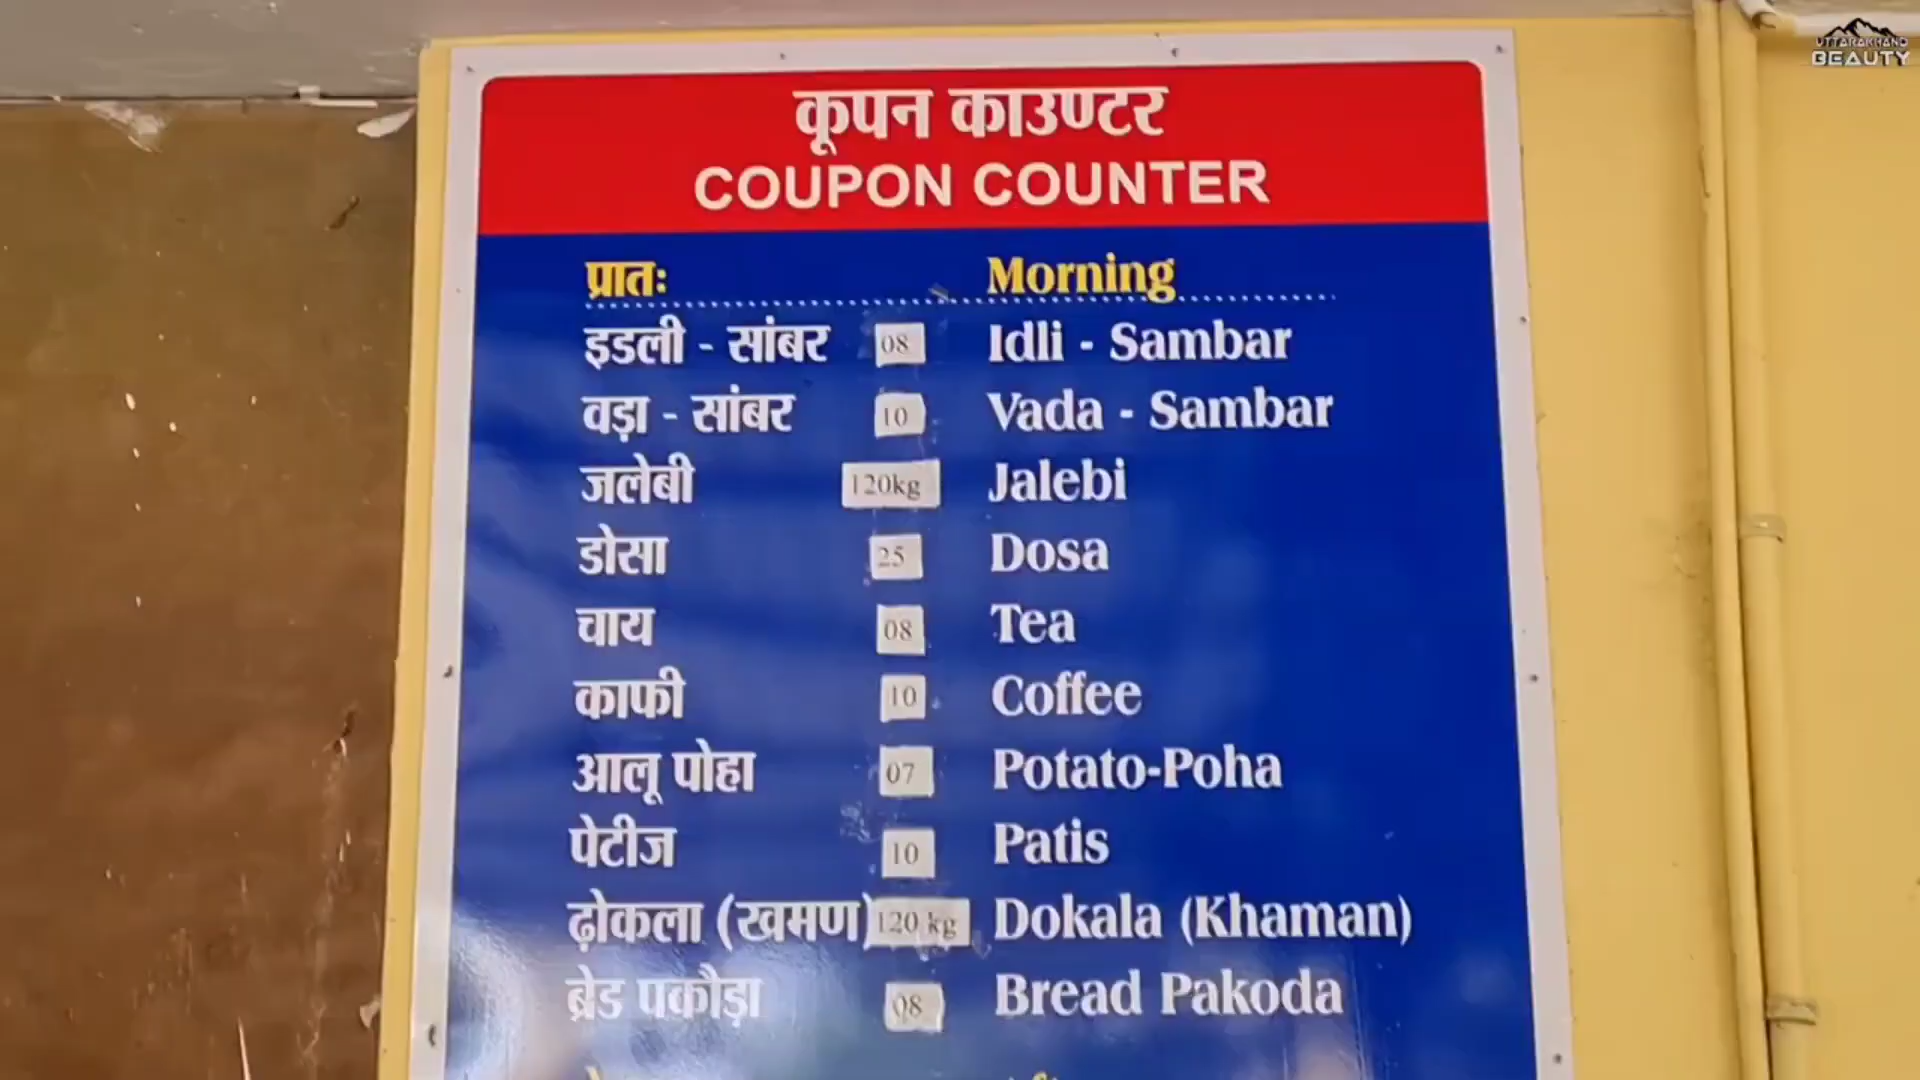 UTTARAKHAND
BEAUTY
कूपन काउण्टर
COUPON COUNTER
प्रातः Morning
इडली - सांबर 08 Idli - Sambar
वड़ा - सांबर 10 Vada - Sambar
जलेबी 120kg Jalebi
डोसा 25 Dosa
चाय 08 Tea
काफी 10 Coffee
आलू पोहा 07 Potato-Poha
पेटीज 10 Patis
ढ़ोकला (खमण) 120 kg Dokala (Khaman)
ब्रेड पकौड़ा 08 Bread Pakoda